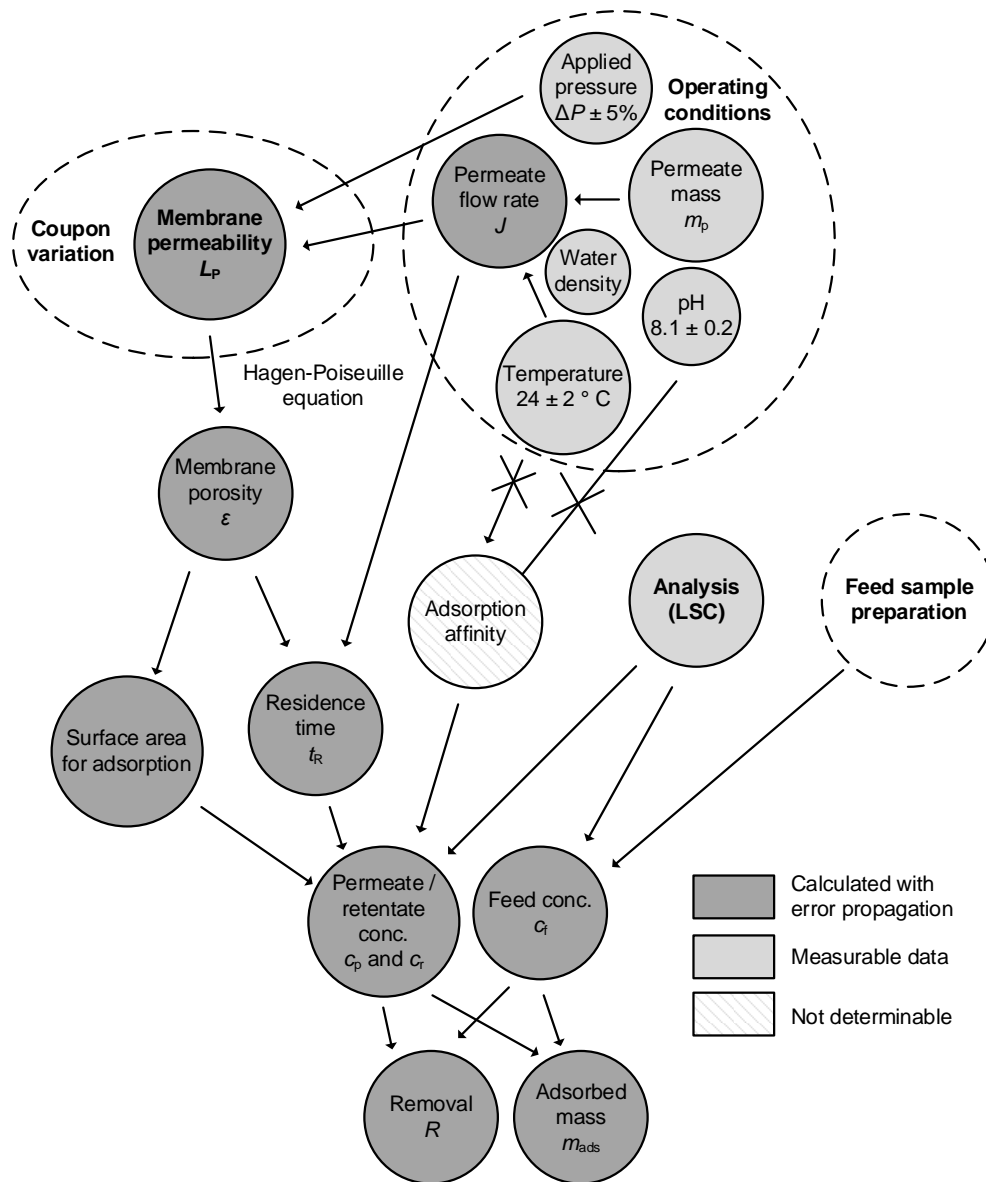 Applied
pressure
ΔP ± 5%
Operating
conditions
Permeate
mass
mp
Permeate
flow rate
J
Water
density
pH
8.1 ± 0.2
Temperature
24 ± 2 ° C
Coupon
variation
Membrane
permeability
LP
Hagen-Poiseuille
equation
Membrane
porosity
ε
Adsorption
affinity
Analysis
(LSC)
Feed sample
preparation
Surface area
for adsorption
Residence
time
tR
Permeate /
retentate
conc.
cp and cr
Feed conc.
cf
Calculated with
error propagation
Measurable data
Not determinable
Removal
R
Adsorbed
mass
mads